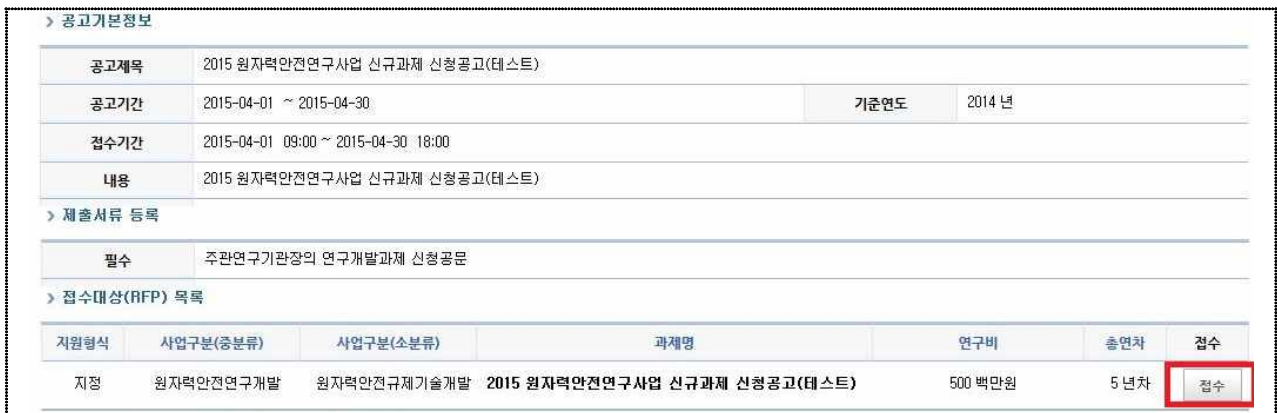 > 공고기본정보
공고제목 2015 원자력안전연구사업 신규과제 신청공고(테스트)
공고기간 2015-04-01 ~ 2015-04-30 기준연도 2014 년
접수기간 2015-04-01 09:00 ~ 2015-04-30 18:00
내용 2015 원자력안전연구사업 신규과제 신청공고(테스트)
> 제출서류 등록
필수 주관연구기관장의 연구개발과제 신청공문
> 접수대상(RFP) 목록
지원형식 사업구분(중분류) 사업구분(소분류) 과제명 연구비 총연차 접수
지정 원자력안전연구개발 원자력안전규제기술개발 2015 원자력안전연구사업 신규과제 신청공고(테스트) 500 백만원 5 년차 접수